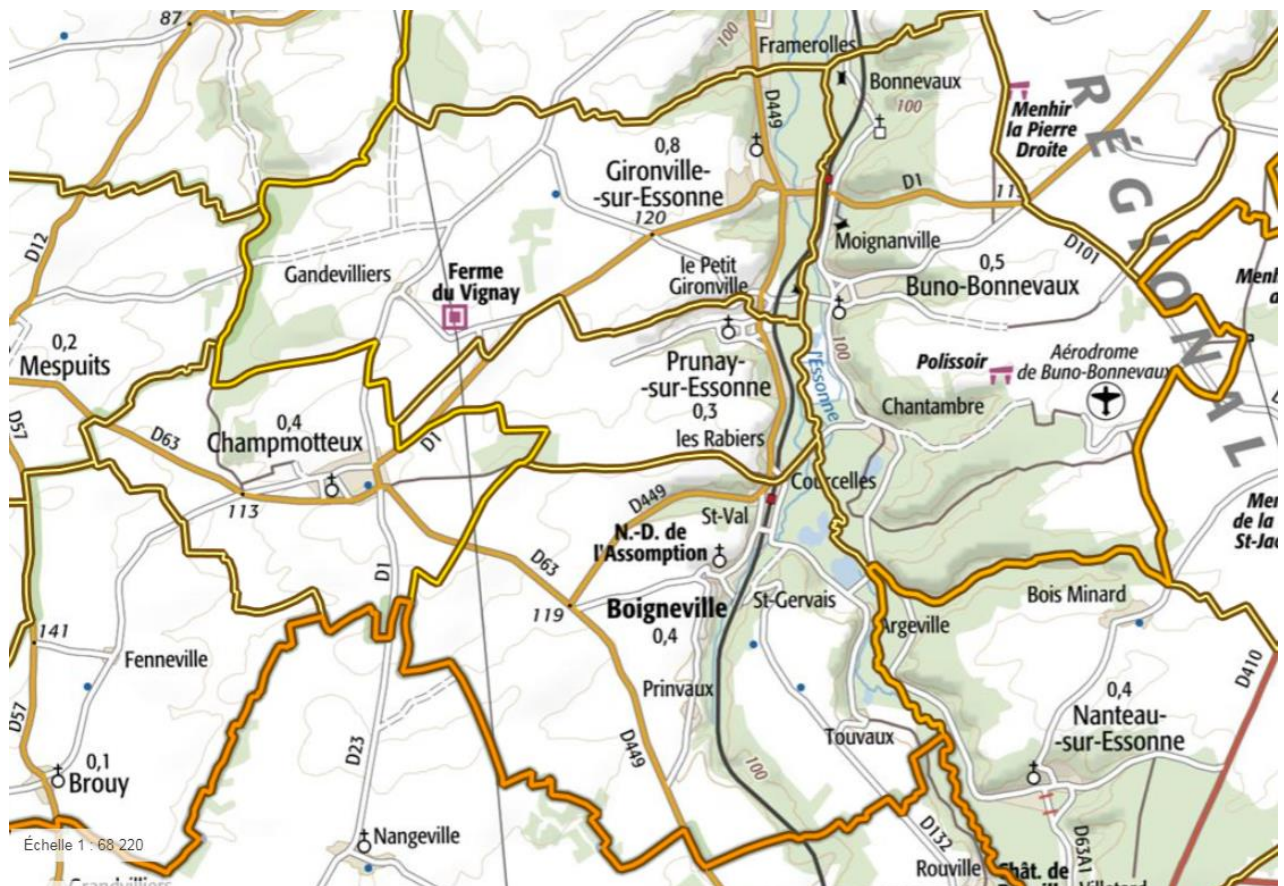 87
Framerolles
100
D449
Bonnevaux
100
Menhir
la Pierre
Droite
RÉGIONAL
0,8
Gironville-
-sur-Essonne
120
D1
11
Moignanville
D101
D12
Gandevilliers
Ferme
du Vignay
le Petit
Gironville
0,5
Buno-Bonnevaux
0,2
Mespuits
Prunay-
-sur-Essonne
0,3
100
l'Essonne
Polissoir
Aérodrome
de Buno-Bonnevaux
Chantambre
les Rabiers
D57
D63
0,4
Champmotteux
D1
113
D449
Courcelles
St-Val
N.-D. de
l'Assomption
D1
D63
119
Boigneville
0,4
St-Gervais
Argeville
Bois Minard
141
Fenneville
Prinvaux
D410
D57
D23
D449
Touvaux
100
0,4
Nanteau-
-sur-Essonne
0,1
Brouy
Échelle 1 : 68 220
Nangeville
D132
Rouville
D63A1
Chât. de